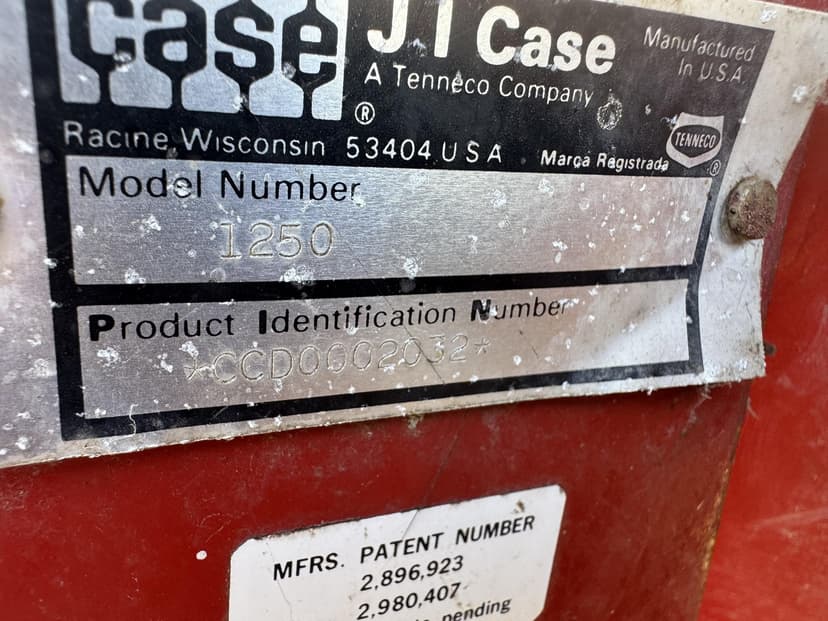 case
J I Case
A Tenneco Company
Manufactured
In U.S.A.
®
Racine, Wisconsin 53404 U S A
Marca Registrada
TENNECO
®
Model Number
1250
Product Identification Number
*CCD0002032*
MFRS. PATENT NUMBER
2,896,923
2,980,407
pending